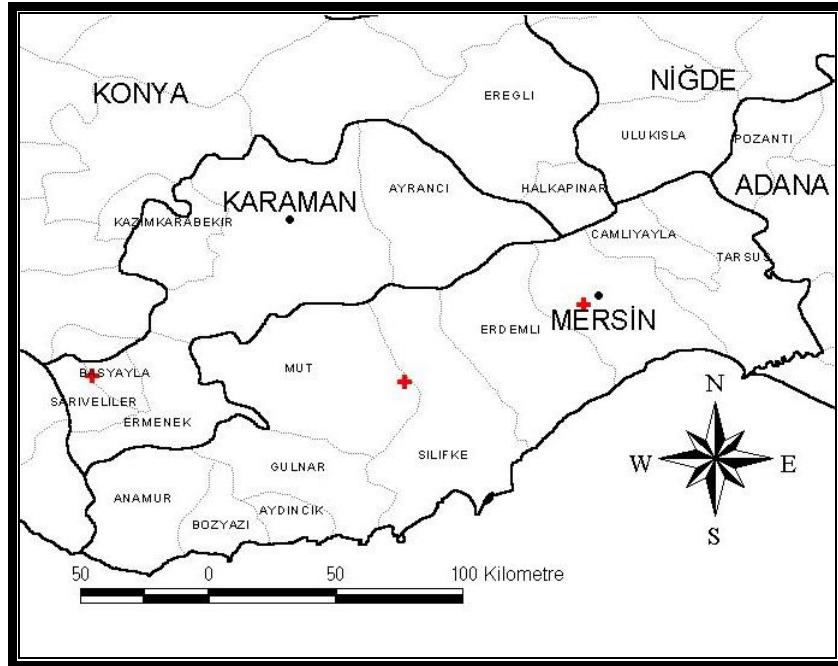 NİĞDE
KONYA
EREGLI
ULUKISLA
POZANTI
ADANA
AYRANCI
HALKAPINAR
KARAMAN
KAZIMKARABEKIR
CAMLIYAYLA
TARSUS
ERDEMLI
MERSİN
MUT
BASYAYLA
SARIVELILER
ERMENEK
N
SILIFKE
W
E
GULNAR
ANAMUR
AYDINCIK
BOZYAZI
S
50 0 50 100 Kilometre